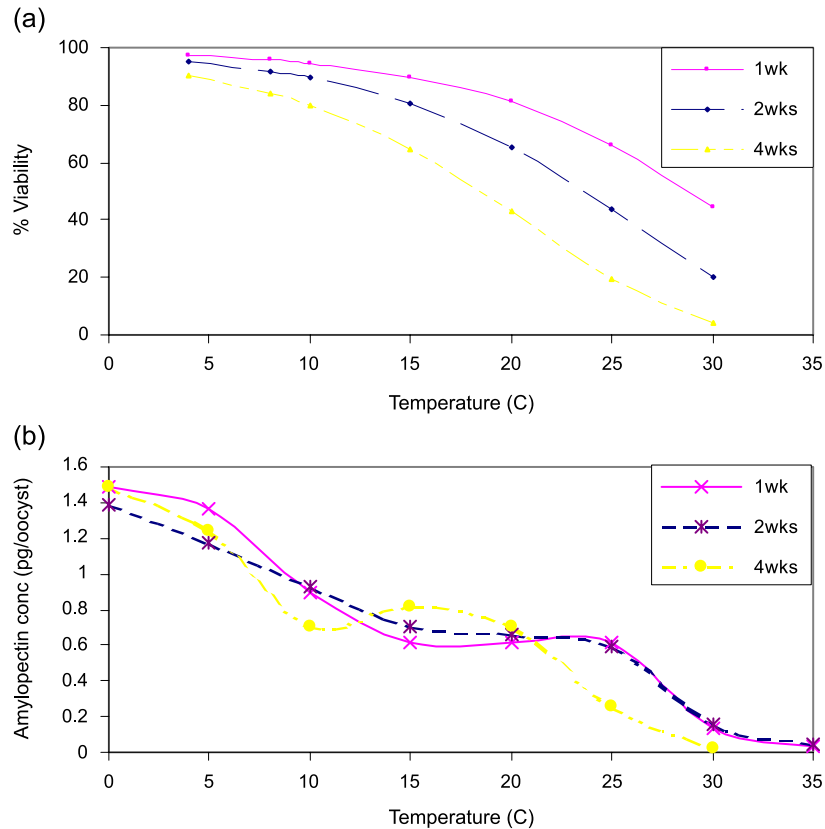 (a)
% Viability
100
80
60
40
20
0
0 5 10 15 20 25 30 35
Temperature (C)
1wk
2wks
4wks
(b)
Amylopectin conc (pg/oocyst)
1.6
1.4
1.2
1
0.8
0.6
0.4
0.2
0
0 5 10 15 20 25 30 35
Temperature (C)
1wk
2wks
4wks